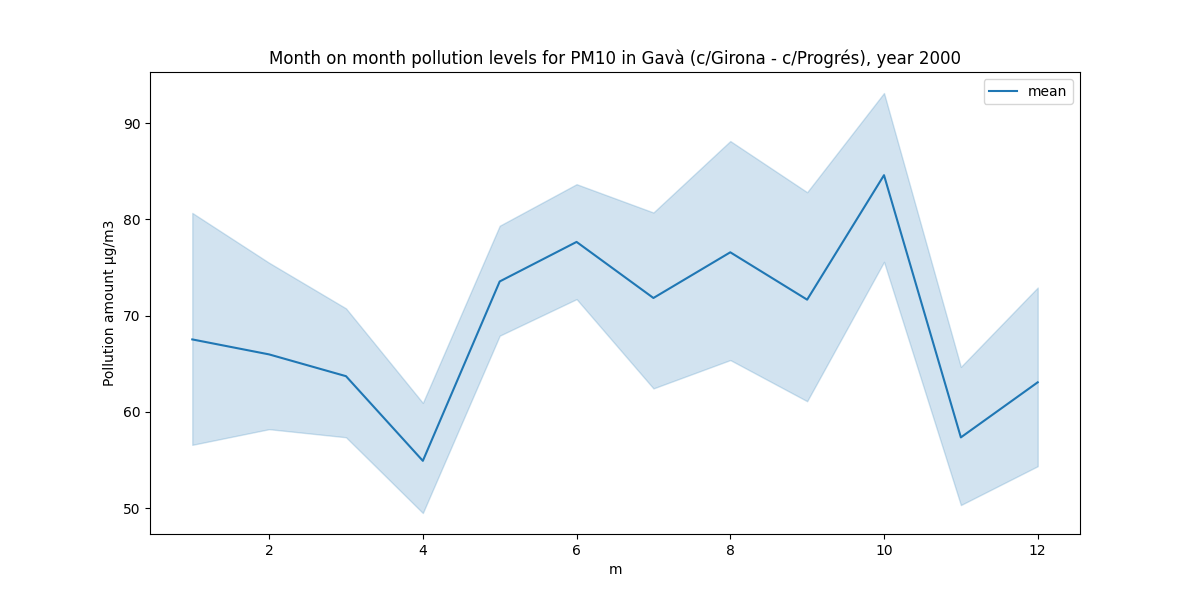 Month on month pollution levels for PM10 in Gavà (c/Girona - c/Progrés), year 2000
mean
90
80
70
60
50
Pollution amount µg/m3
2 4 6 8 10 12
m